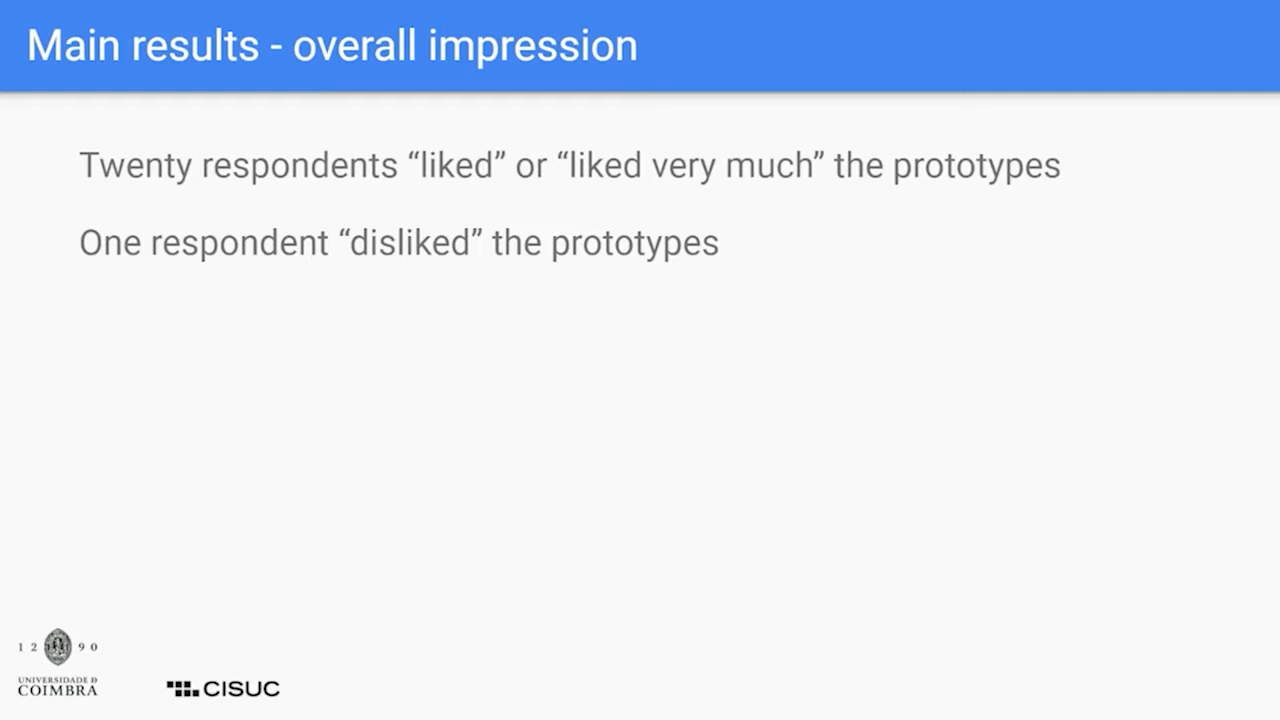 Main results - overall impression
Twenty respondents “liked” or “liked very much” the prototypes
One respondent “disliked” the prototypes
1 2 9 0
UNIVERSIDADE D
COIMBRA
CISUC